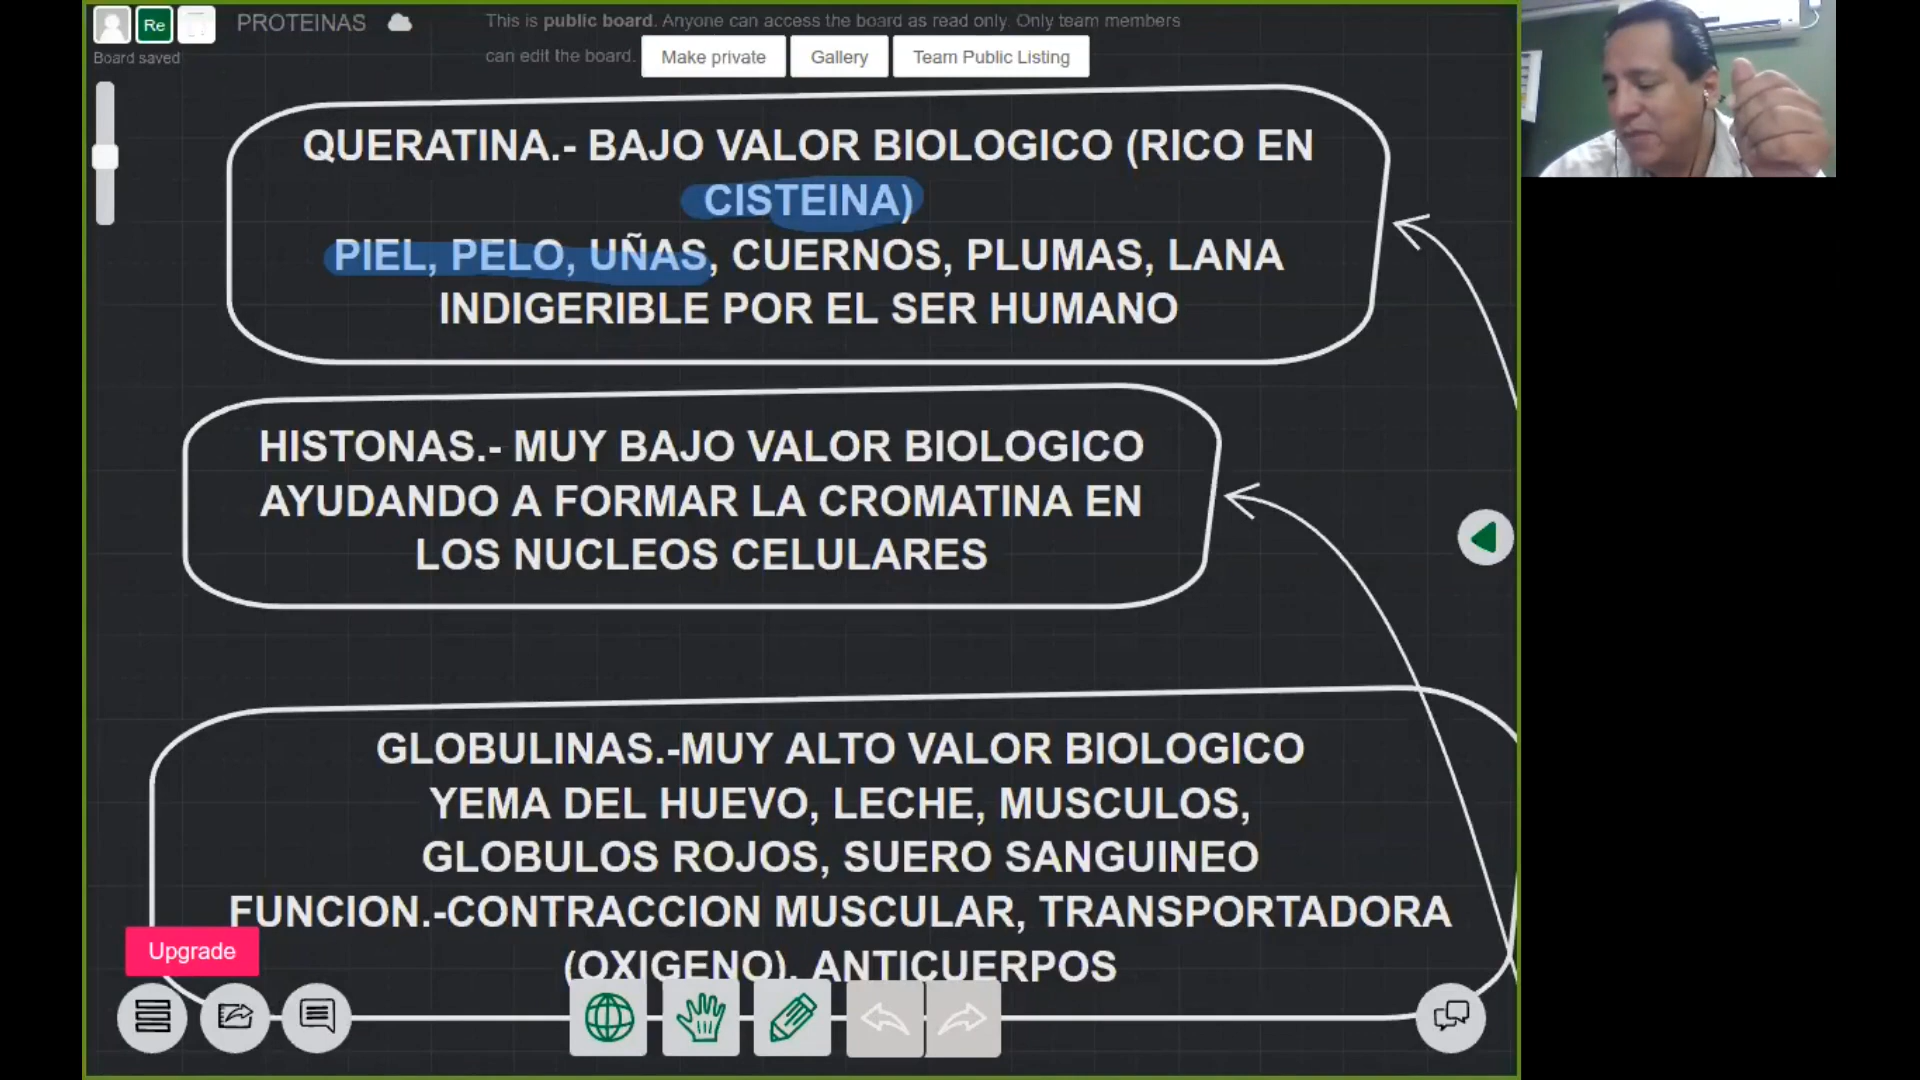 Re
PROTEINAS
Board saved
This is public board. Anyone can access the board as read only. Only team members
can edit the board.
Make private
Gallery
Team Public Listing
QUERATINA.- BAJO VALOR BIOLOGICO (RICO EN
CISTEINA)
PIEL, PELO, UÑAS, CUERNOS, PLUMAS, LANA
INDIGERIBLE POR EL SER HUMANO
HISTONAS.- MUY BAJO VALOR BIOLOGICO
AYUDANDO A FORMAR LA CROMATINA EN
LOS NUCLEOS CELULARES
GLOBULINAS.-MUY ALTO VALOR BIOLOGICO
YEMA DEL HUEVO, LECHE, MUSCULOS,
GLOBULOS ROJOS, SUERO SANGUINEO
FUNCION.-CONTRACCION MUSCULAR, TRANSPORTADORA
(OXIGENO), ANTICUERPOS
Upgrade